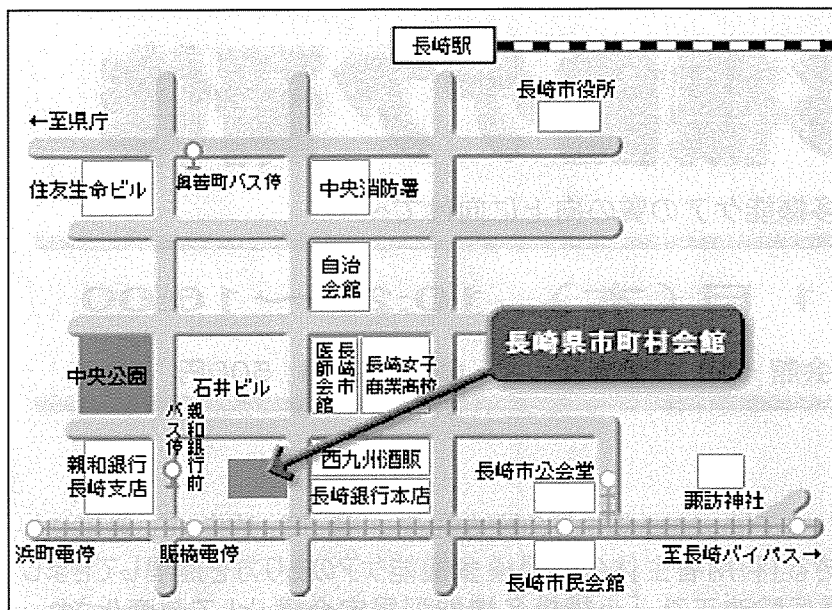 長崎駅
長崎市役所
←至県庁
住友生命ビル
興善町バス停
中央消防署
自治
会館
長崎県市町村会館
中央公園
石井ビル
長崎市
医師会館
長崎女子
商業高校
親和銀行前
バス停
親和銀行
長崎支店
西九州酒販
長崎銀行本店
長崎市公会堂
諏訪神社
浜町電停
賑橋電停
長崎市民会館
至長崎バイパス→